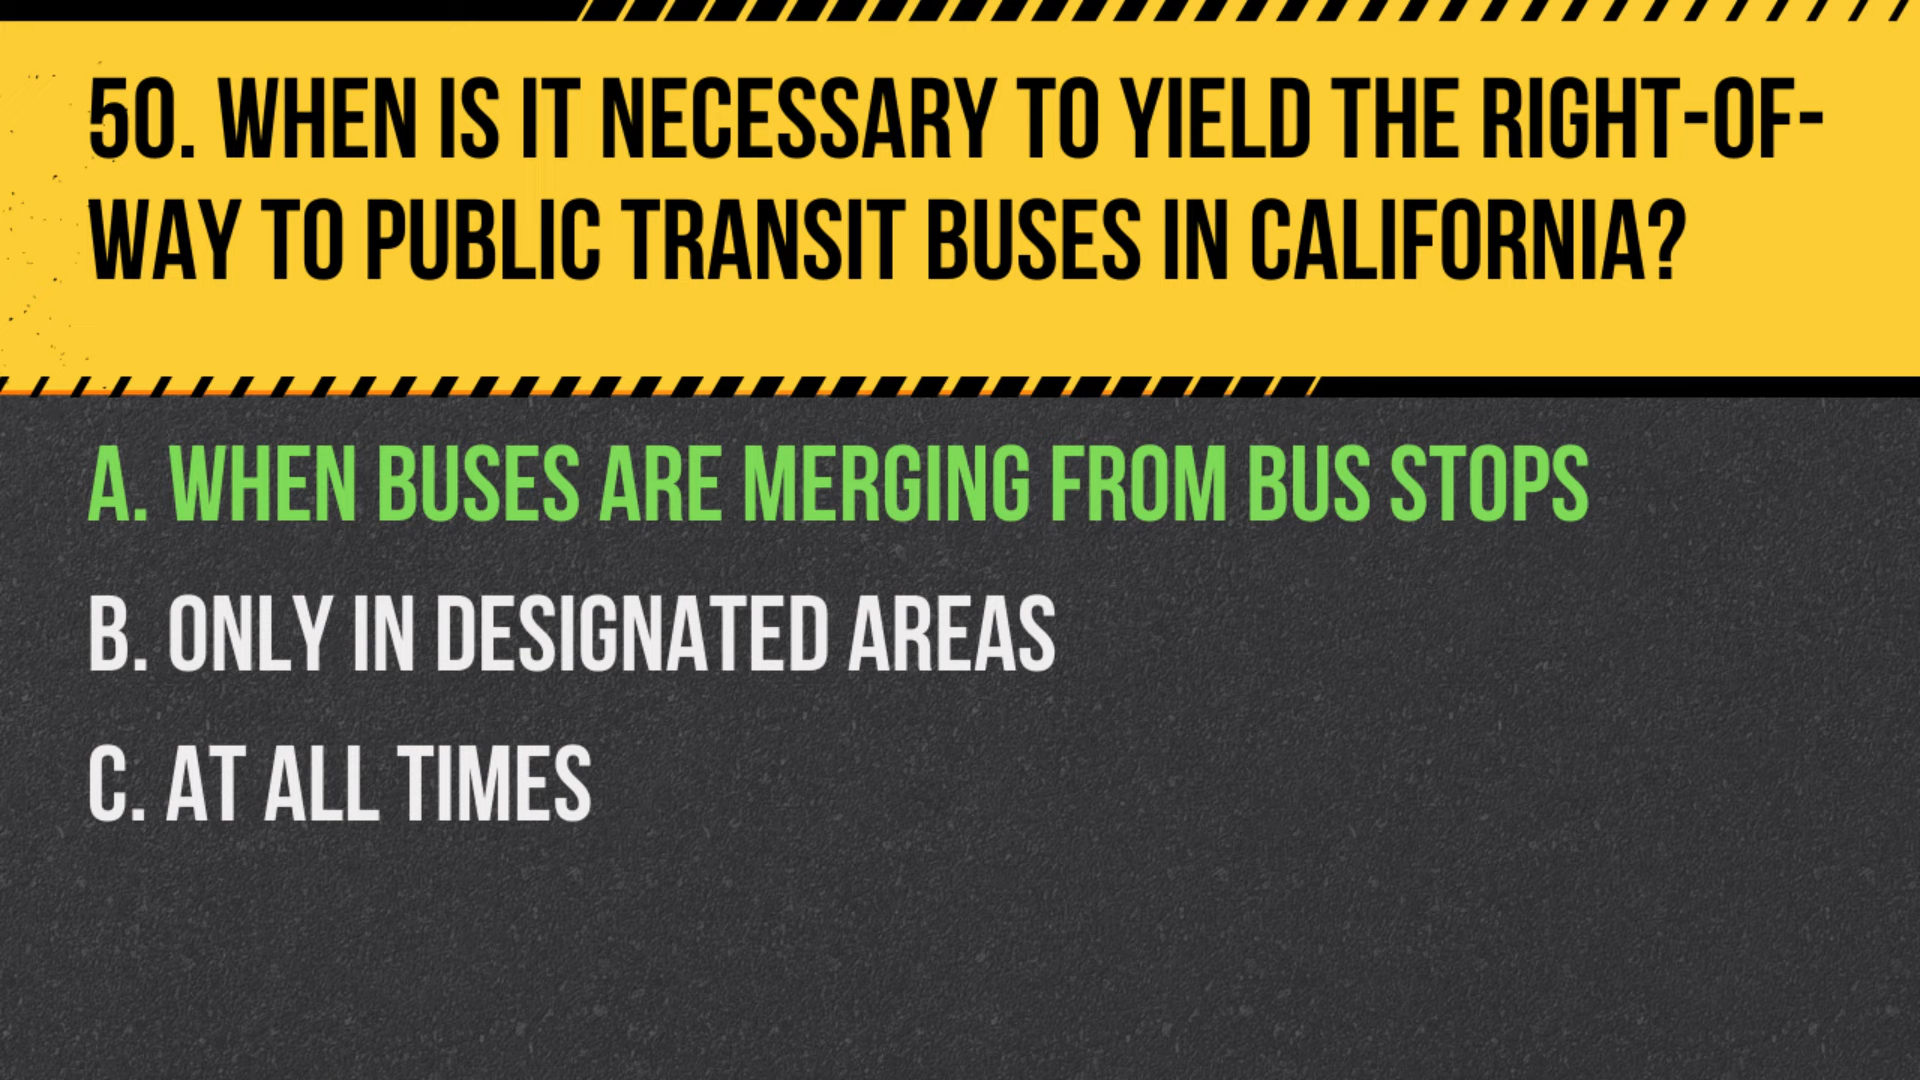 50. WHEN IS IT NECESSARY TO YIELD THE RIGHT-OF-
WAY TO PUBLIC TRANSIT BUSES IN CALIFORNIA?
A. WHEN BUSES ARE MERGING FROM BUS STOPS
B. ONLY IN DESIGNATED AREAS
C. AT ALL TIMES